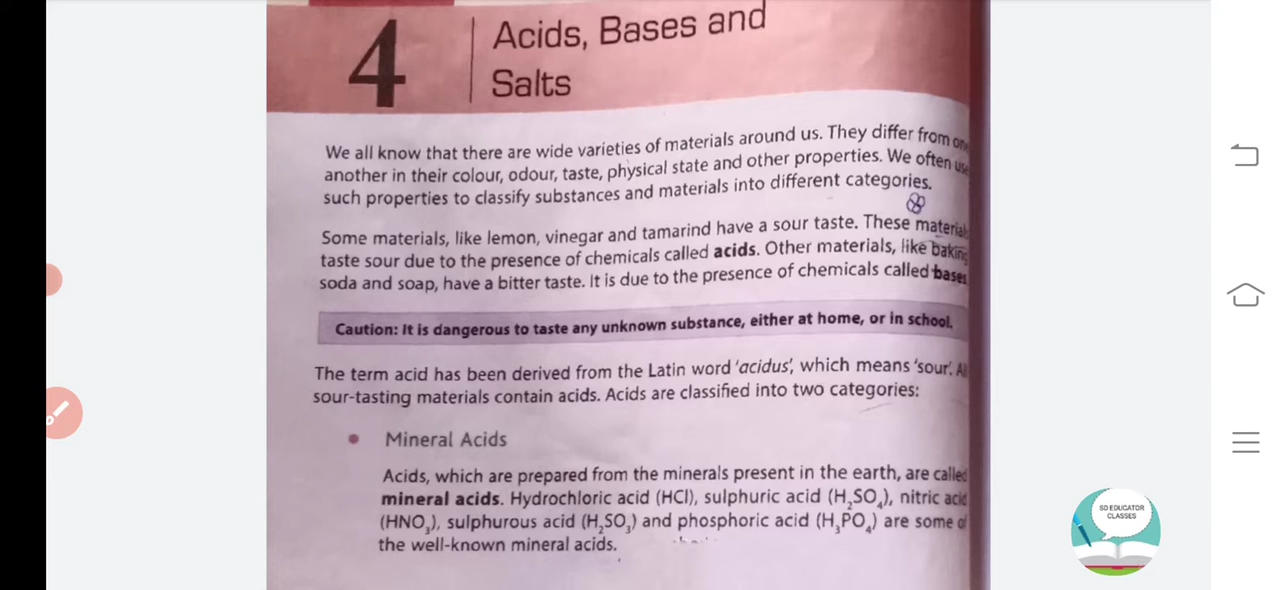 4
Acids, Bases and
Salts
We all know that there are wide varieties of materials around us. They differ from one
another in their colour, odour, taste, physical state and other properties. We often use
such properties to classify substances and materials into different categories.
Some materials, like lemon, vinegar and tamarind have a sour taste. These materials
taste sour due to the presence of chemicals called acids. Other materials, like baking
soda and soap, have a bitter taste. It is due to the presence of chemicals called bases
Caution: It is dangerous to taste any unknown substance, either at home, or in school.
The term acid has been derived from the Latin word ‘acidus’, which means ‘sour’. All
sour-tasting materials contain acids. Acids are classified into two categories:
• Mineral Acids
Acids, which are prepared from the minerals present in the earth, are called
mineral acids. Hydrochloric acid (HCl), sulphuric acid (H₂SO₄), nitric acid
(HNO₃), sulphurous acid (H₂SO₃) and phosphoric acid (H₃PO₄) are some of
the well-known mineral acids.
SD EDUCATOR
CLASSES